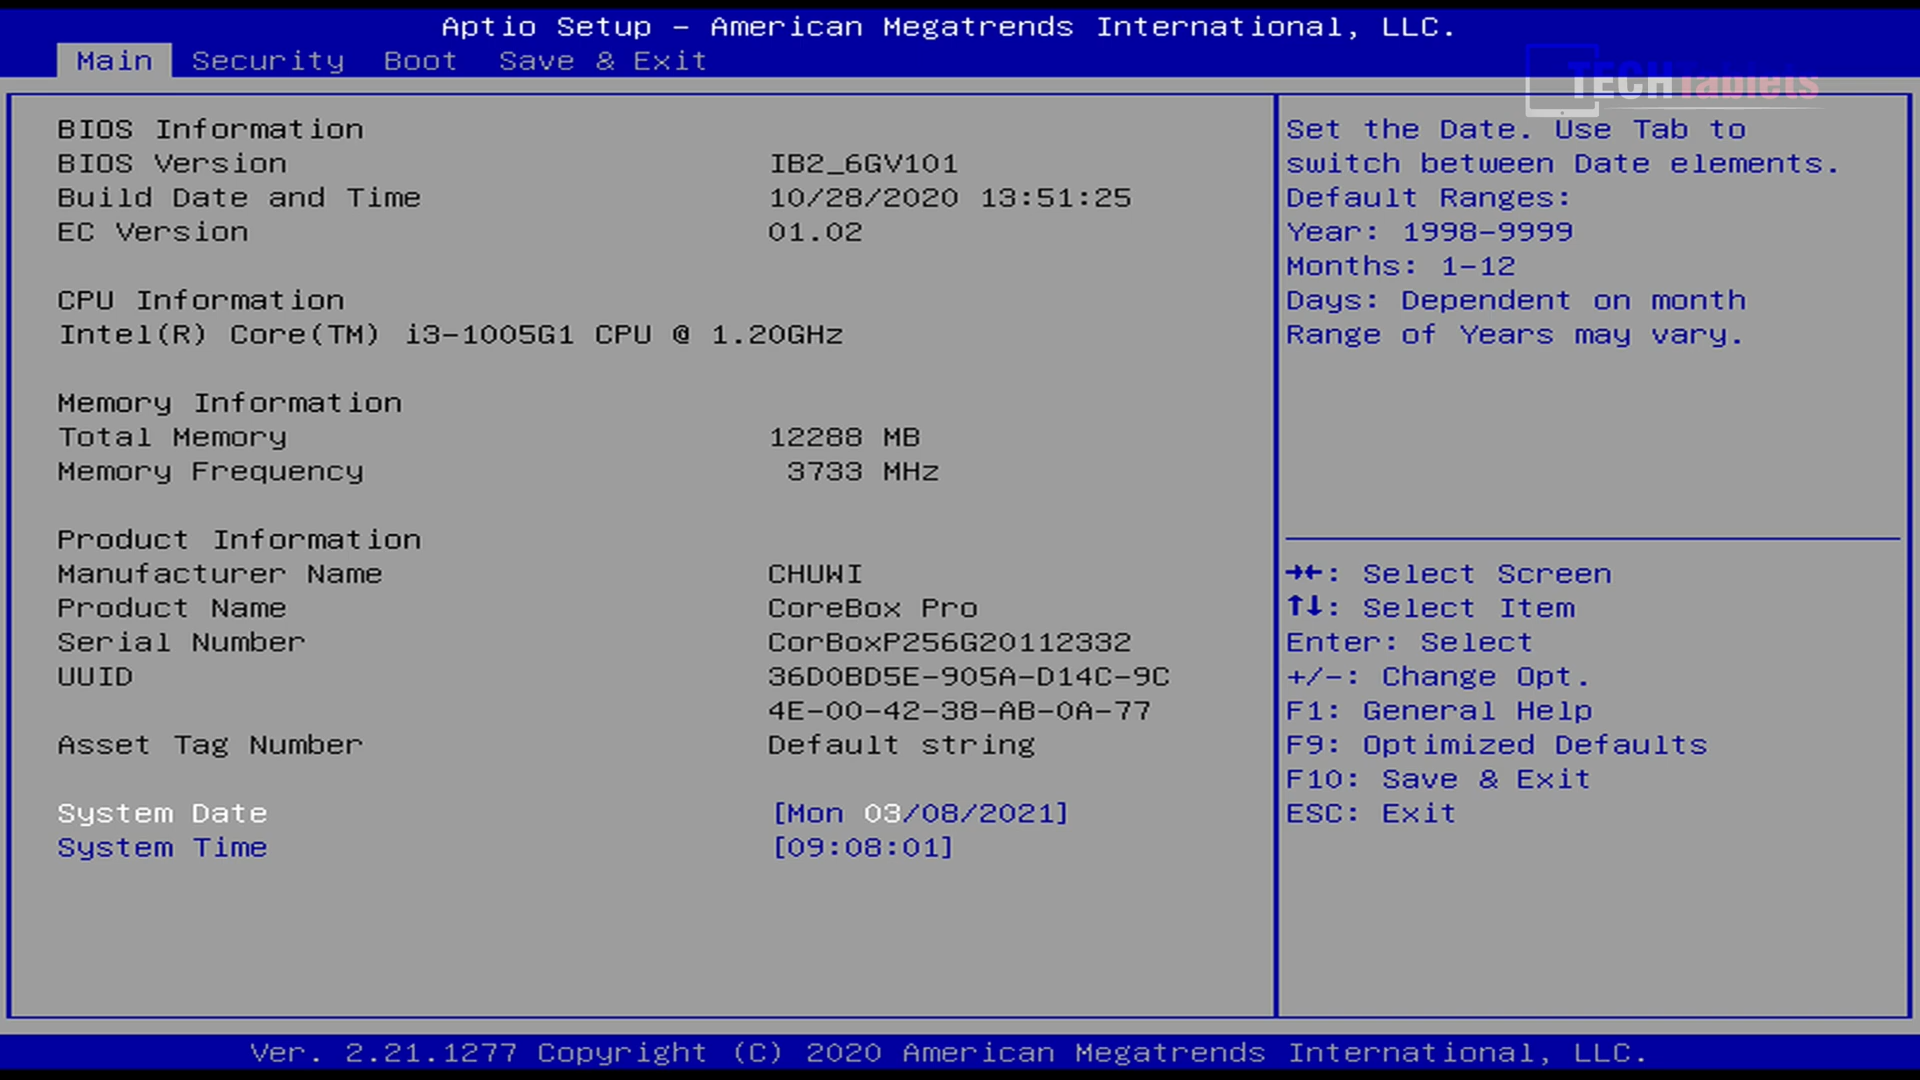 Aptio Setup – American Megatrends International, LLC.
Main Security Boot Save & Exit
TECHTablets
BIOS Information
BIOS Version IB2_6GV101
Build Date and Time 10/28/2020 13:51:25
EC Version 01.02
CPU Information
Intel(R) Core(TM) i3-1005G1 CPU @ 1.20GHz
Memory Information
Total Memory 12288 MB
Memory Frequency 3733 MHz
Product Information
Manufacturer Name CHUWI
Product Name CoreBox Pro
Serial Number CorBoxP256G20112332
UUID 36D0BD5E-905A-D14C-9C
4E-00-42-38-AB-0A-77
Asset Tag Number Default string
System Date [Mon 03/08/2021]
System Time [09:08:01]
Set the Date. Use Tab to
switch between Date elements.
Default Ranges:
Year: 1998-9999
Months: 1-12
Days: Dependent on month
Range of Years may vary.
→←: Select Screen
↑↓: Select Item
Enter: Select
+/-: Change Opt.
F1: General Help
F9: Optimized Defaults
F10: Save & Exit
ESC: Exit
Ver. 2.21.1277 Copyright (C) 2020 American Megatrends International, LLC.